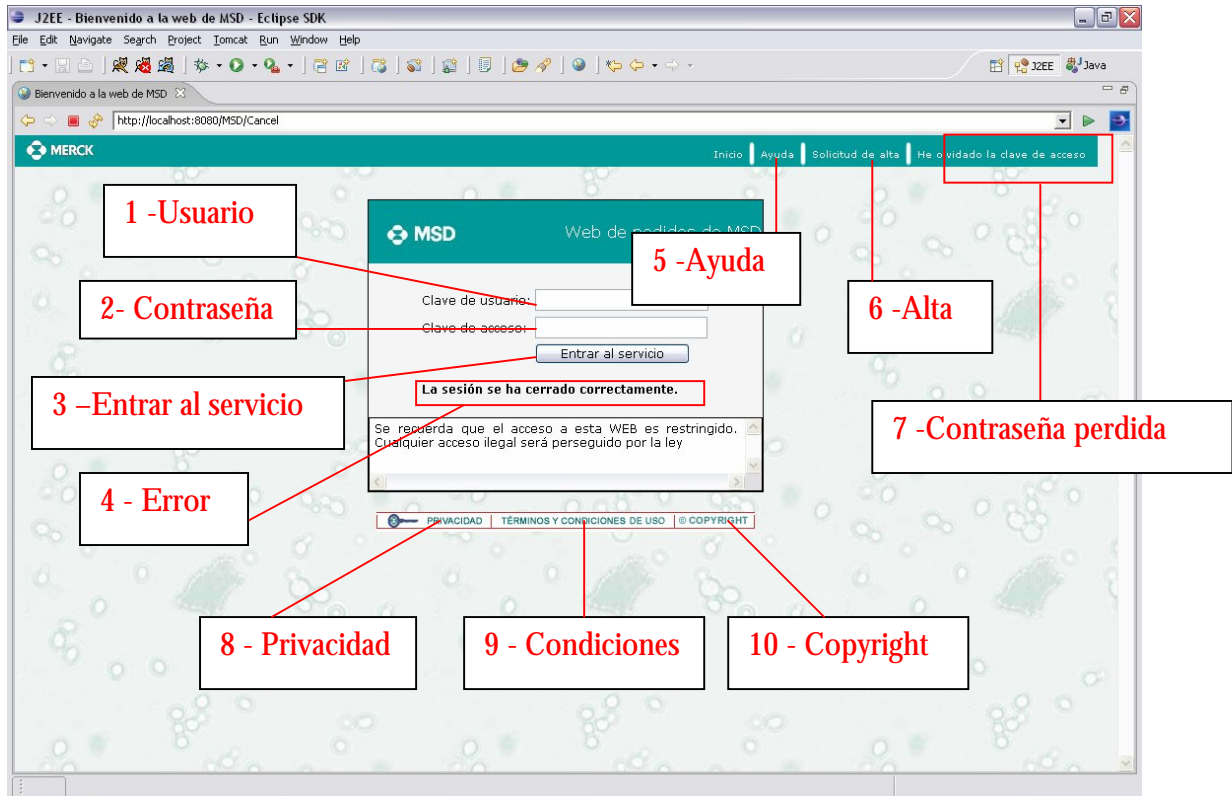 J2EE - Bienvenido a la web de MSD - Eclipse SDK
File Edit Navigate Search Project Tomcat Run Window Help
J2EE Java
Bienvenido a la web de MSD
http://localhost:8080/MSD/Cancel
MERCK
Inicio Ayuda Solicitud de alta He olvidado la clave de acceso
1 -Usuario
MSD Web de pedidos de MSD
5 -Ayuda
2- Contraseña
Clave de usuario:
6 -Alta
Clave de acceso:
Entrar al servicio
3 –Entrar al servicio
La sesión se ha cerrado correctamente.
7 -Contraseña perdida
Se recuerda que el acceso a esta WEB es restringido.
Cualquier acceso ilegal será perseguido por la ley
4 - Error
PRIVACIDAD TÉRMINOS Y CONDICIONES DE USO © COPYRIGHT
8 - Privacidad
9 - Condiciones
10 - Copyright